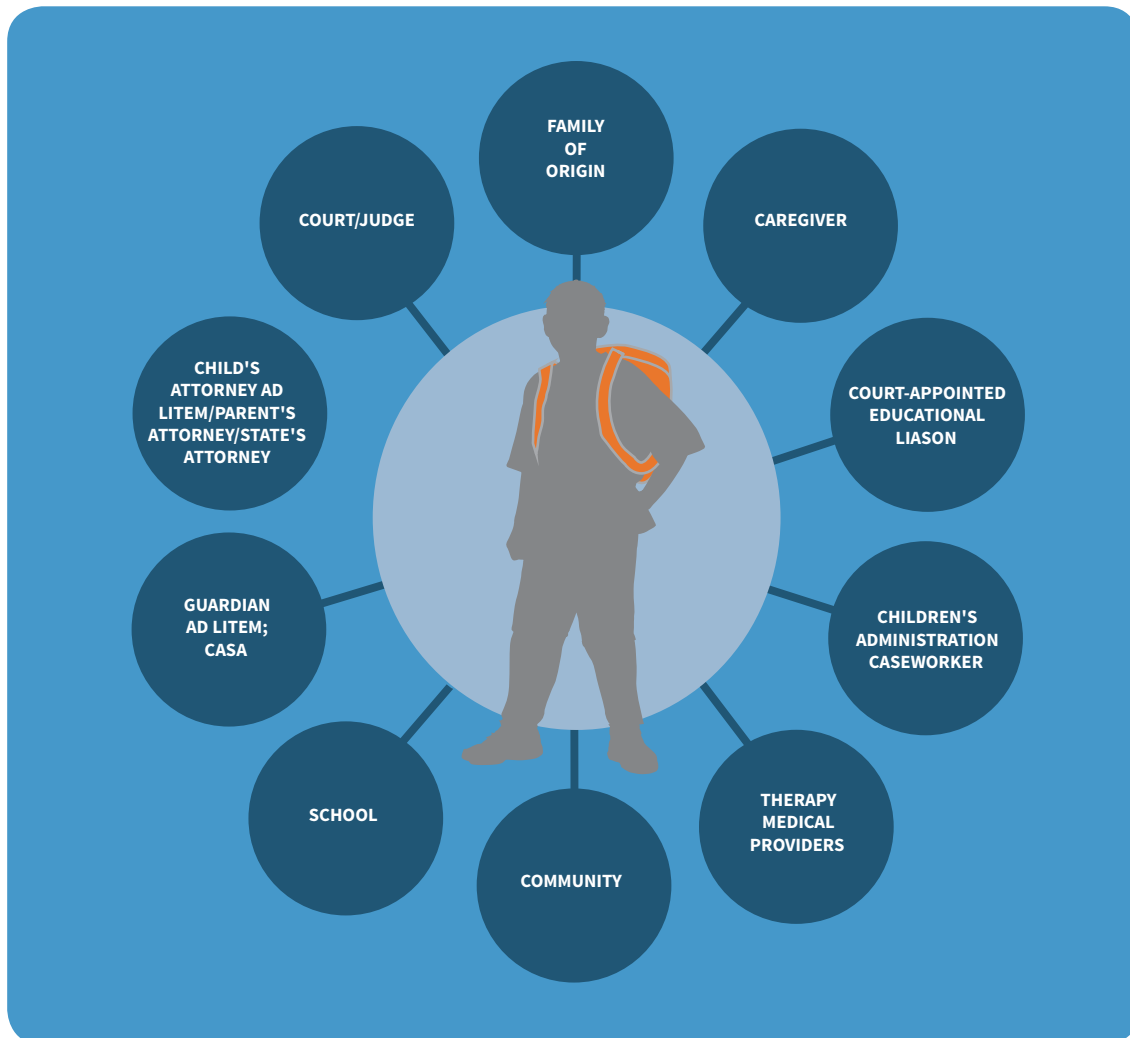 FAMILY
OF
ORIGIN
COURT/JUDGE
CAREGIVER
CHILD'S
ATTORNEY AD
LITEM/PARENT'S
ATTORNEY/STATE'S
ATTORNEY
COURT-APPOINTED
EDUCATIONAL
LIASON
GUARDIAN
AD LITEM;
CASA
CHILDREN'S
ADMINISTRATION
CASEWORKER
SCHOOL
THERAPY
MEDICAL
PROVIDERS
COMMUNITY